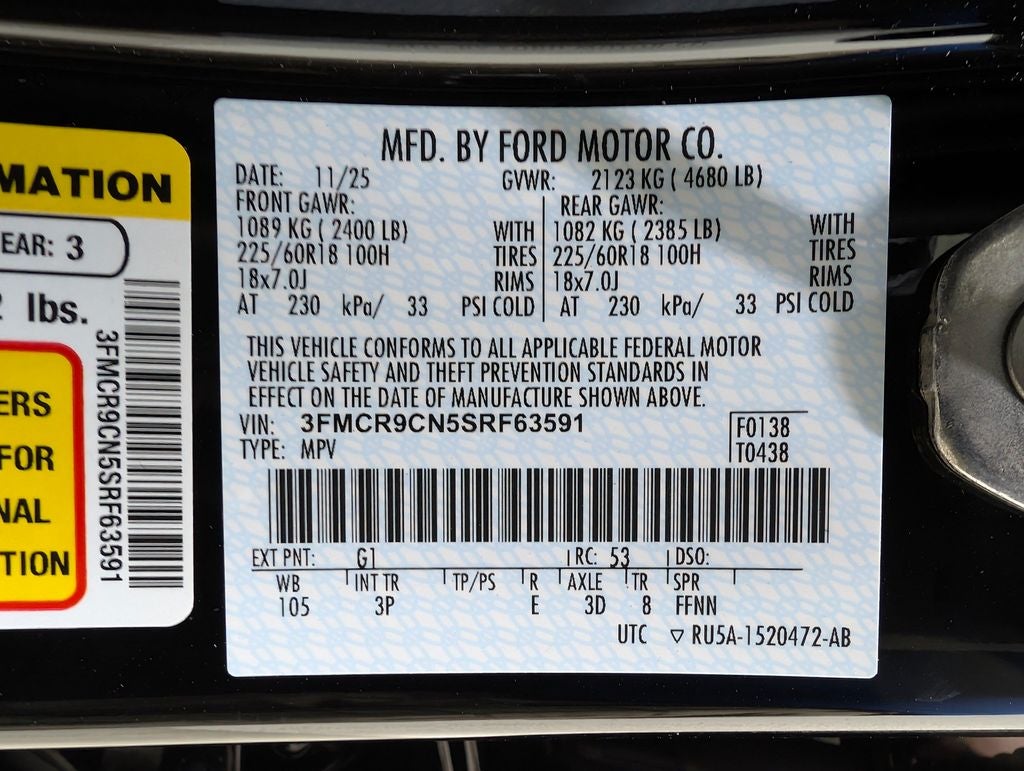 MATION
EAR: 3
lbs.
ERS
FOR
NAL
TION
3FMCR9CN5SRF63591
MFD. BY FORD MOTOR CO.
DATE: 11/25 GVWR: 2123 KG ( 4680 LB)
FRONT GAWR: REAR GAWR:
1089 KG ( 2400 LB) WITH 1082 KG ( 2385 LB) WITH
225/60R18 100H TIRES 225/60R18 100H TIRES
18x7.0J RIMS 18x7.0J RIMS
AT 230 kPa/ 33 PSI COLD AT 230 kPa/ 33 PSI COLD
THIS VEHICLE CONFORMS TO ALL APPLICABLE FEDERAL MOTOR
VEHICLE SAFETY AND THEFT PREVENTION STANDARDS IN
EFFECT ON THE DATE OF MANUFACTURE SHOWN ABOVE.
VIN: 3FMCR9CN5SRF63591 F0138
TYPE: MPV T0438
EXT PNT: G1 RC: 53 DSO:
WB INT TR TP/PS R AXLE TR SPR
105 3P E 3D 8 FFNN
UTC ▽ RU5A-1520472-AB